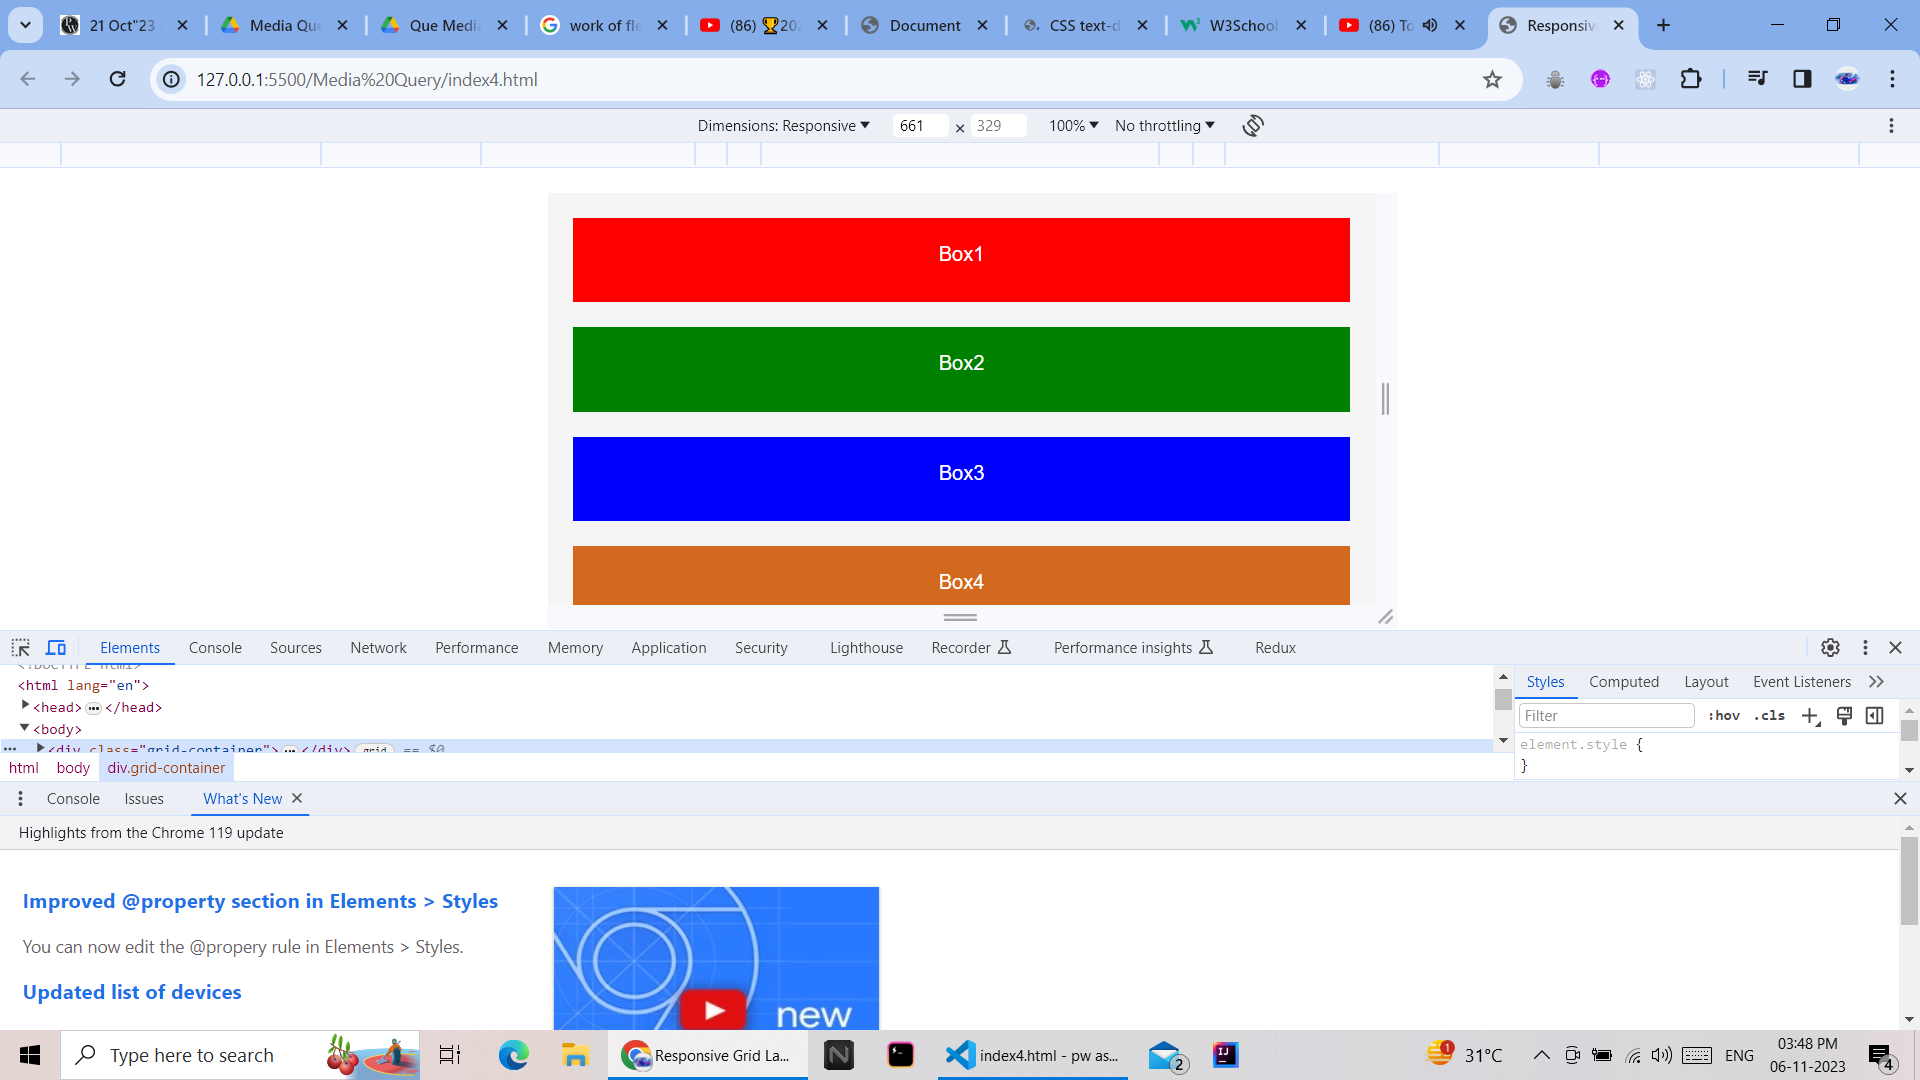 21 Oct"23
Media Que
Que Media
work of fle
(86) 🏆202
Document
CSS text-d
W3School
(86) To
Responsiv
127.0.0.1:5500/Media%20Query/index4.html
Dimensions: Responsive 661 × 329 100% No throttling
Box1
Box2
Box3
Box4
Elements Console Sources Network Performance Memory Application Security Lighthouse Recorder Performance insights Redux
<!DOCTYPE html>
<html lang="en">
<head> ••• </head>
<body>
••• <div class="grid-container"> ••• </div> grid == $0
html body div.grid-container
Styles Computed Layout Event Listeners
Filter :hov .cls
element.style {
}
Console Issues What's New
Highlights from the Chrome 119 update
Improved @property section in Elements > Styles
You can now edit the @propery rule in Elements > Styles.
Updated list of devices
new
Type here to search
Responsive Grid La...
index4.html - pw as...
2
1
31°C
ENG
03:48 PM
06-11-2023
4